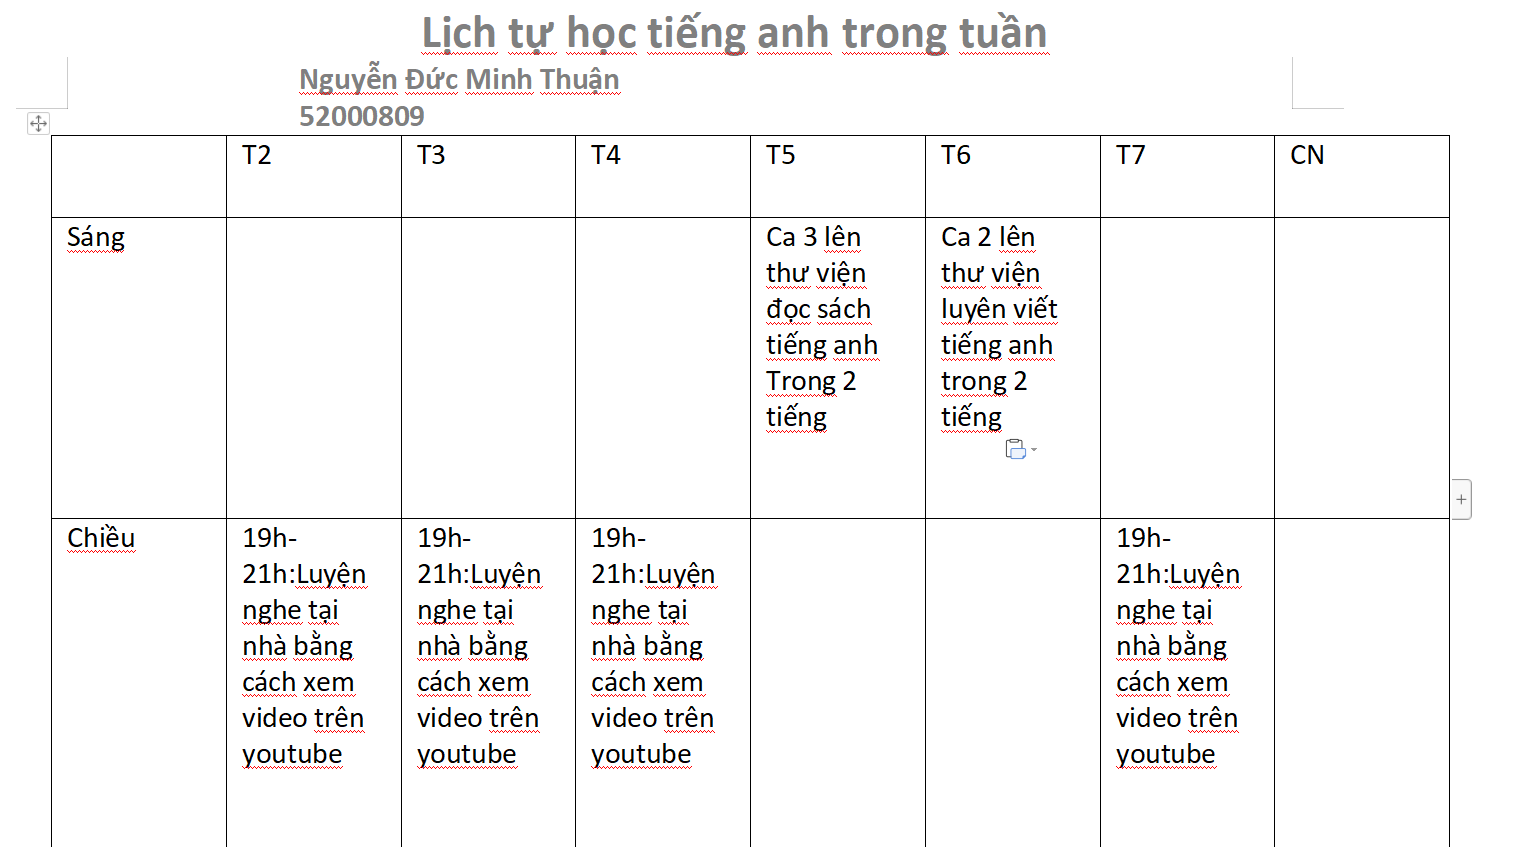 Lịch tự học tiếng anh trong tuần
Nguyễn Đức Minh Thuận
52000809
T2
T3
T4
T5
T6
T7
CN
Sáng
Ca 3 lên
thư viện
đọc sách
tiếng anh
Trong 2
tiếng
Ca 2 lên
thư viện
luyên viết
tiếng anh
trong 2
tiếng
Chiều
19h-
21h:Luyện
nghe tại
nhà bằng
cách xem
video trên
youtube
19h-
21h:Luyện
nghe tại
nhà bằng
cách xem
video trên
youtube
19h-
21h:Luyện
nghe tại
nhà bằng
cách xem
video trên
youtube
19h-
21h:Luyện
nghe tại
nhà bằng
cách xem
video trên
youtube